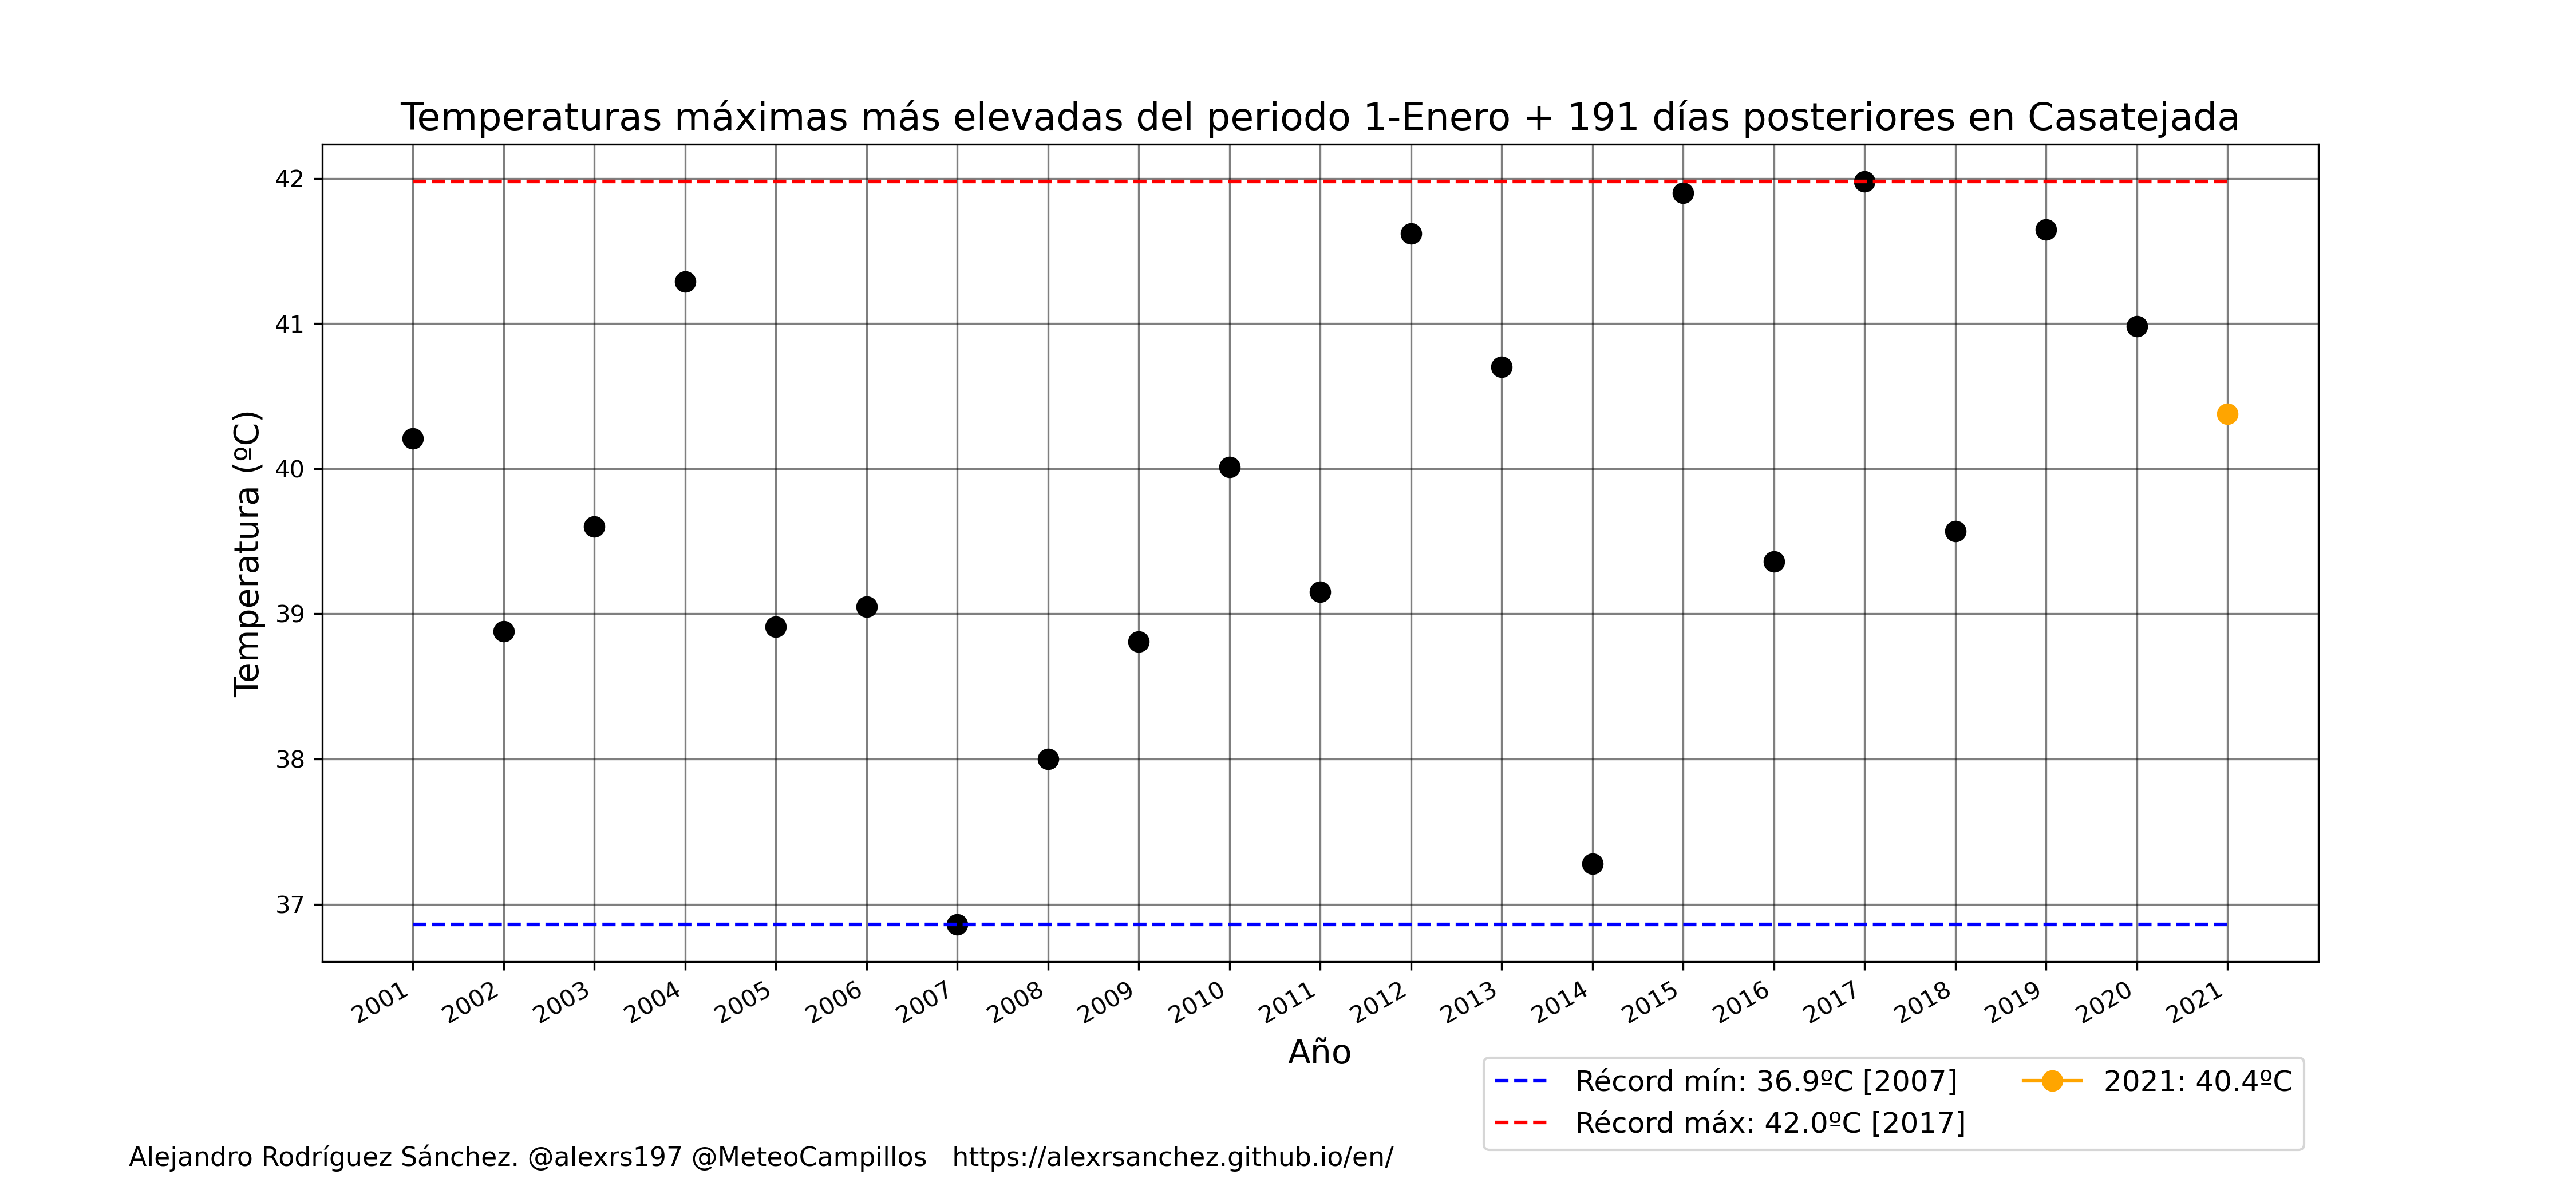 Temperaturas máximas más elevadas del periodo 1-Enero + 191 días posteriores en Casatejada
Temperatura (ºC)
42
41
40
39
38
37
2001 2002 2003 2004 2005 2006 2007 2008 2009 2010 2011 2012 2013 2014 2015 2016 2017 2018 2019 2020 2021
Año
Récord mín: 36.9ºC [2007]
Récord máx: 42.0ºC [2017]
2021: 40.4ºC
Alejandro Rodríguez Sánchez. @alexrs197 @MeteoCampillos https://alexrsanchez.github.io/en/